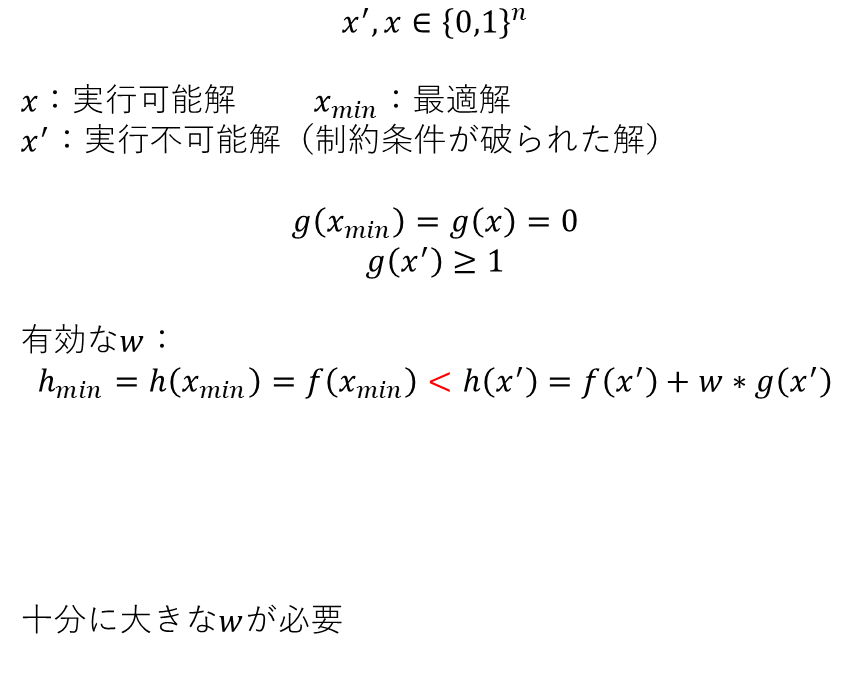 x′, x ∈ {0,1}ⁿ
x：実行可能解　　x_min：最適解
x′：実行不可能解（制約条件が破られた解）
g(x_min) = g(x) = 0
g(x′) ≥ 1
有効なw：
h_min = h(x_min) = f(x_min) < h(x′) = f(x′) + w ∗ g(x′)
十分に大きなwが必要